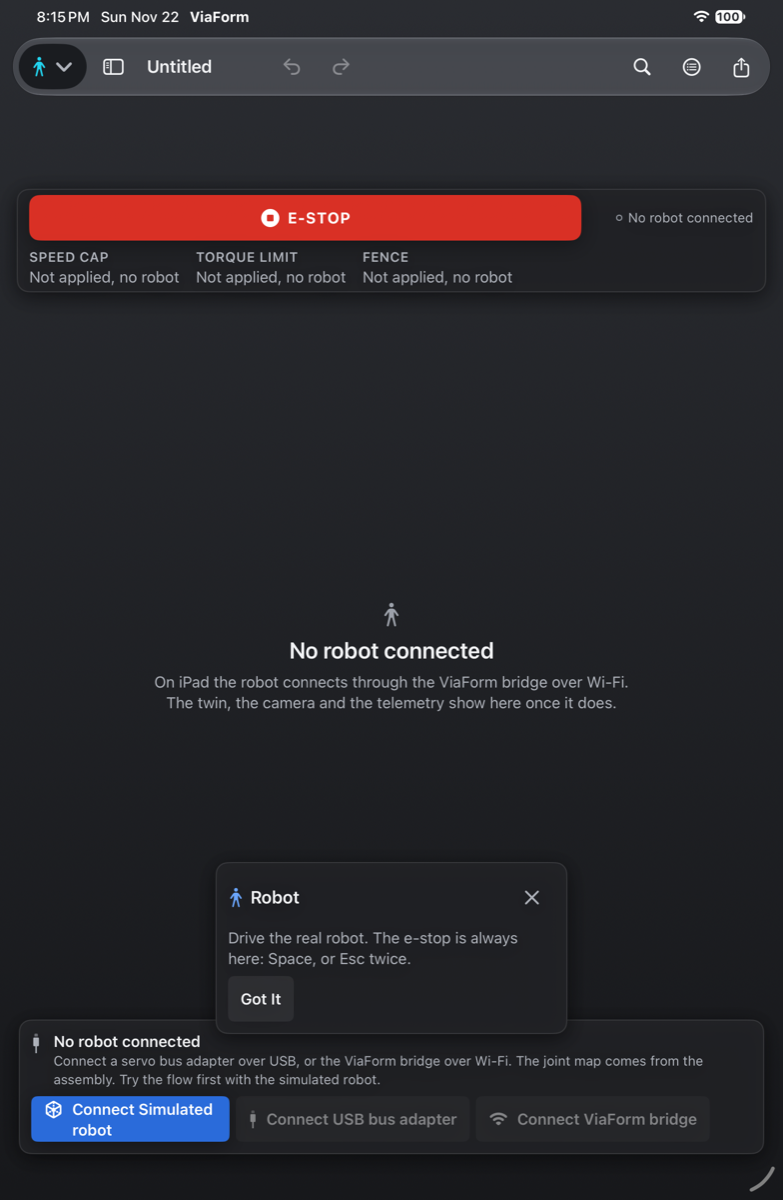 8:15 PM Sun Nov 22 ViaForm
100
Untitled
E-STOP
No robot connected
SPEED CAP
Not applied, no robot
TORQUE LIMIT
Not applied, no robot
FENCE
Not applied, no robot
No robot connected
On iPad the robot connects through the ViaForm bridge over Wi-Fi.
The twin, the camera and the telemetry show here once it does.
Robot
Drive the real robot. The e-stop is always
here: Space, or Esc twice.
Got It
No robot connected
Connect a servo bus adapter over USB, or the ViaForm bridge over Wi-Fi. The joint map comes from the
assembly. Try the flow first with the simulated robot.
Connect Simulated
robot
Connect USB bus adapter
Connect ViaForm bridge